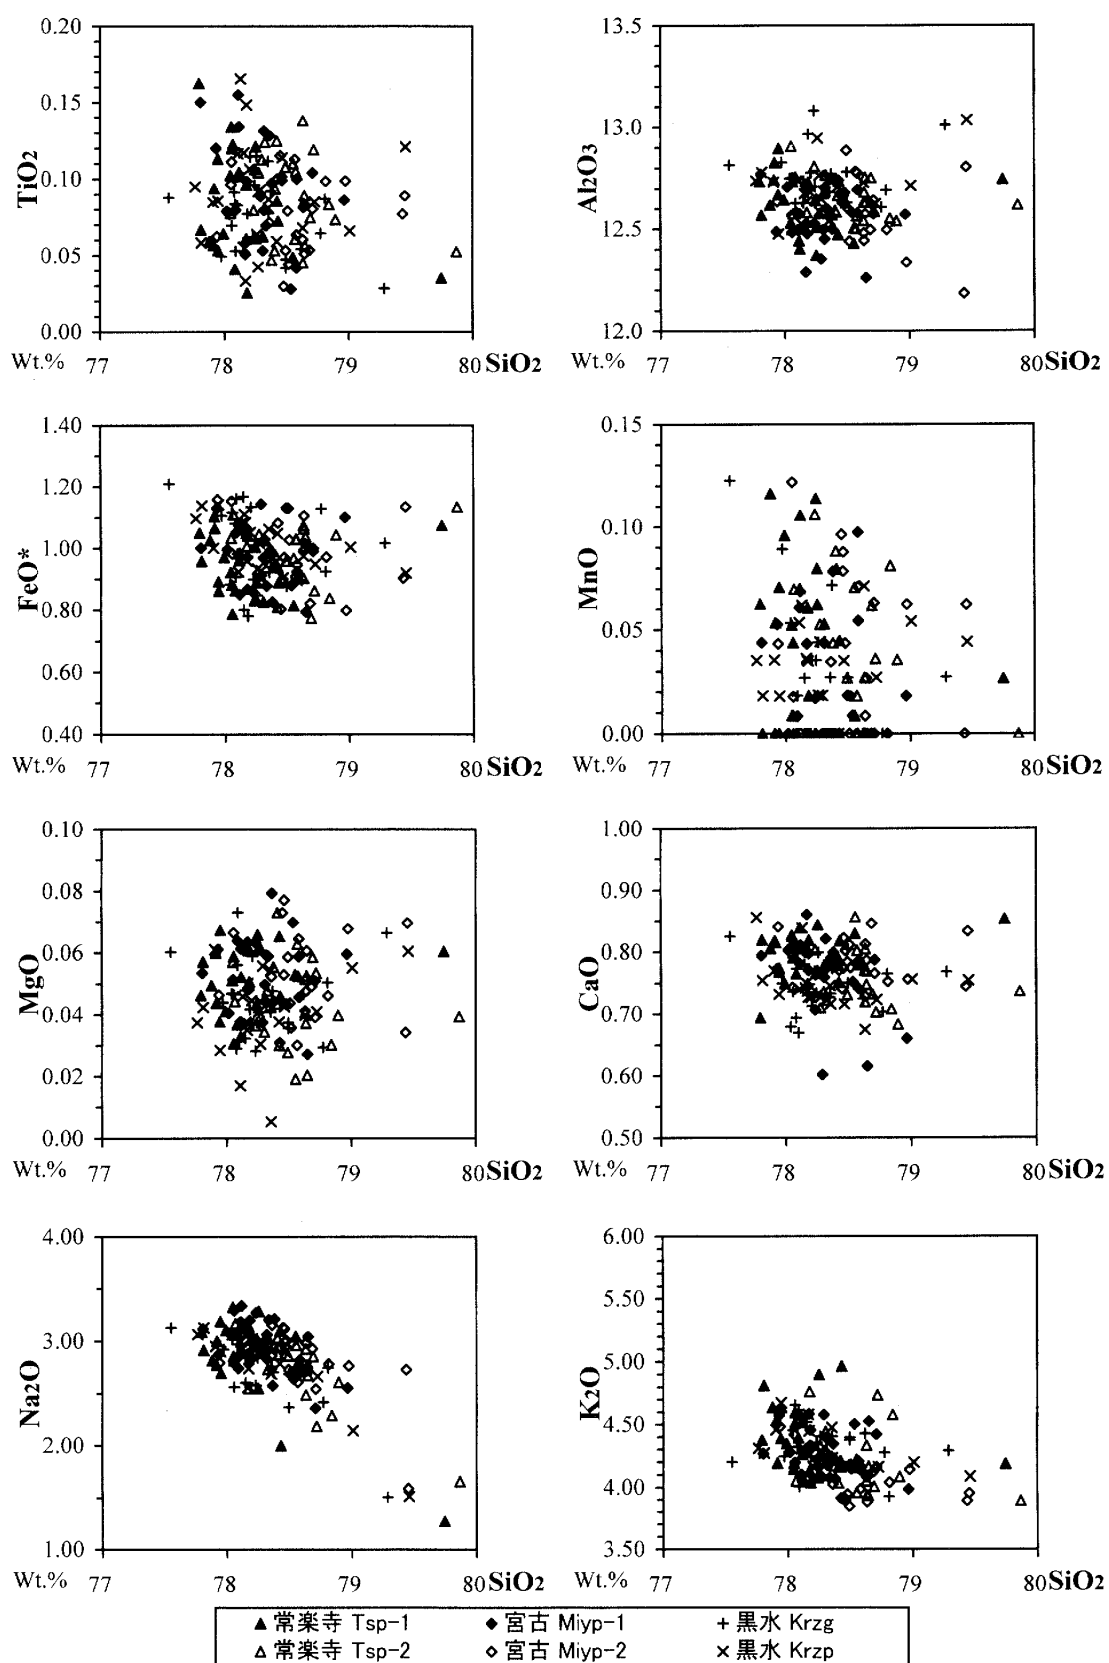 0.20
0.15
0.10
0.05
0.00
TiO2
Wt.% 77 78 79 80 SiO2
13.5
13.0
12.5
12.0
Al2O3
Wt.% 77 78 79 80 SiO2
1.40
1.20
1.00
0.80
0.60
0.40
FeO*
Wt.% 77 78 79 80 SiO2
0.15
0.10
0.05
0.00
MnO
Wt.% 77 78 79 80 SiO2
0.10
0.08
0.06
0.04
0.02
0.00
MgO
Wt.% 77 78 79 80 SiO2
1.00
0.90
0.80
0.70
0.60
0.50
CaO
Wt.% 77 78 79 80 SiO2
4.00
3.00
2.00
1.00
Na2O
Wt.% 77 78 79 80 SiO2
6.00
5.50
5.00
4.50
4.00
3.50
K2O
Wt.% 77 78 79 80 SiO2
▲ 常楽寺 Tsp-1 ◆ 宮古 Miyp-1 + 黒水 Krzg
△ 常楽寺 Tsp-2 ◇ 宮古 Miyp-2 × 黒水 Krzp